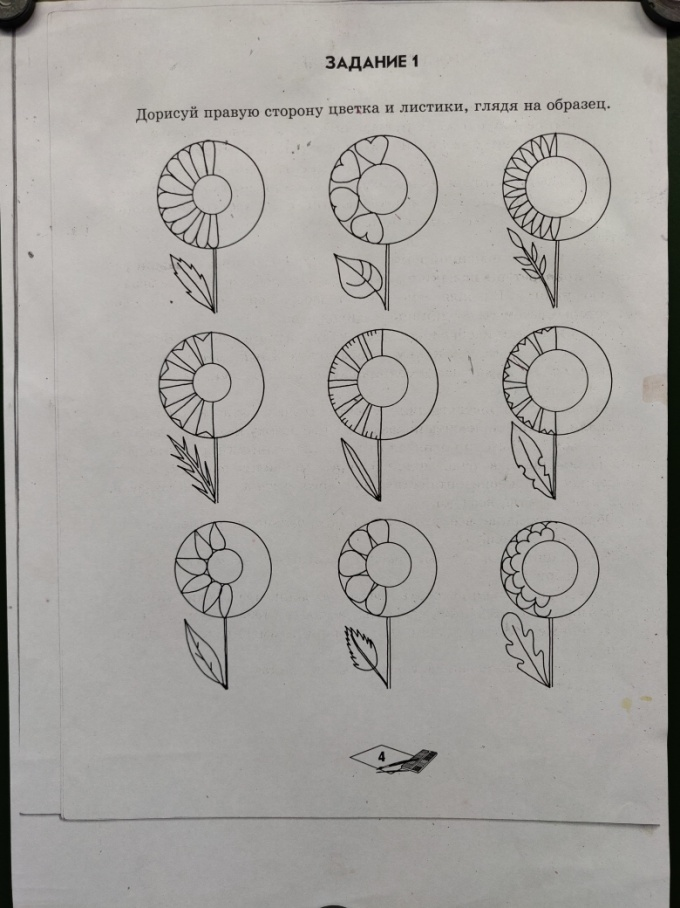 ЗАДАНИЕ 1
Дорисуй правую сторону цветка и листики, глядя на образец.
4